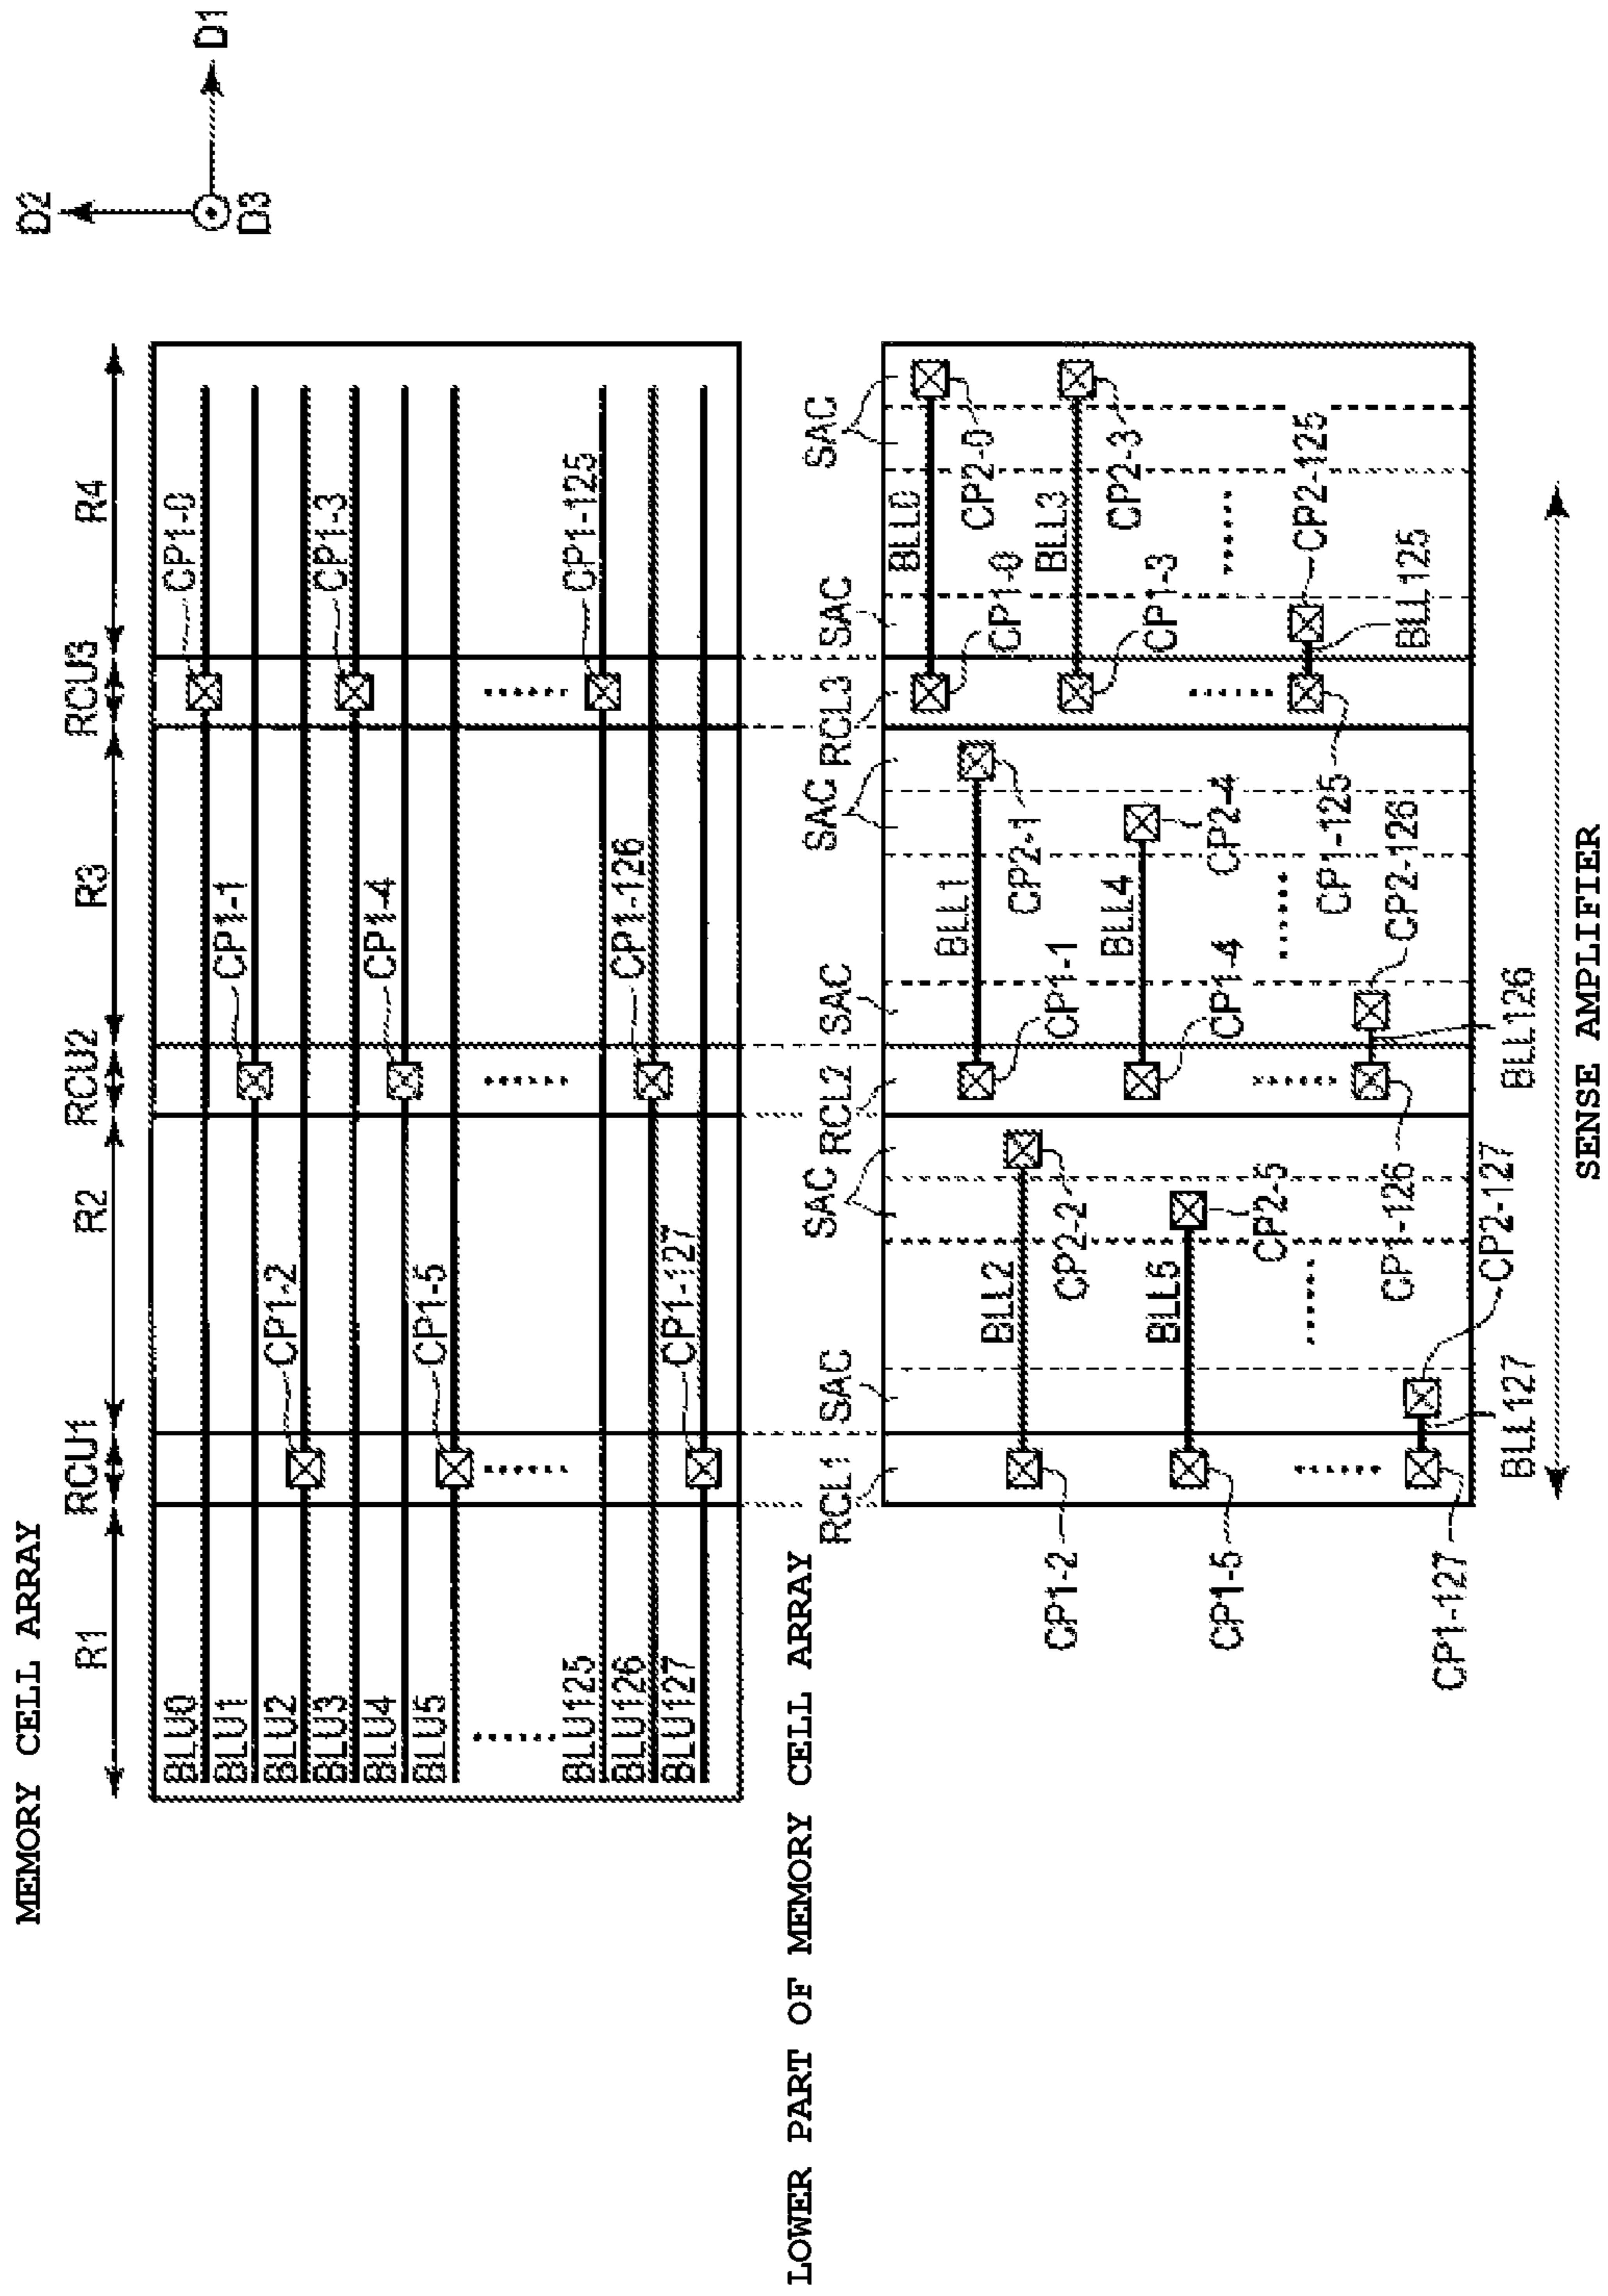 MEMORY CELL ARRAY
R1
RCU1
R2
RCU2
R3
RCU3
R4
D2
D1
D3
BLU0
BLU1
BLU2
BLU3
BLU4
BLU5
BLU125
BLU126
BLU127
CP1-0
CP1-1
CP1-2
CP1-3
CP1-4
CP1-5
CP1-125
CP1-126
CP1-127
LOWER PART OF MEMORY CELL ARRAY
RCL1
SAC
SAC
RCL2
SAC
SAC
RCL3
SAC
SAC
BLL0
CP1-0
CP2-0
BLL1
CP1-1
CP2-1
BLL2
CP1-2
CP2-2
BLL3
CP1-3
CP2-3
BLL4
CP1-4
CP2-4
BLL5
CP1-5
CP2-5
CP1-125
CP2-125
BLL125
CP1-126
CP2-126
BLL126
CP1-127
CP2-127
BLL127
SENSE AMPLIFIER